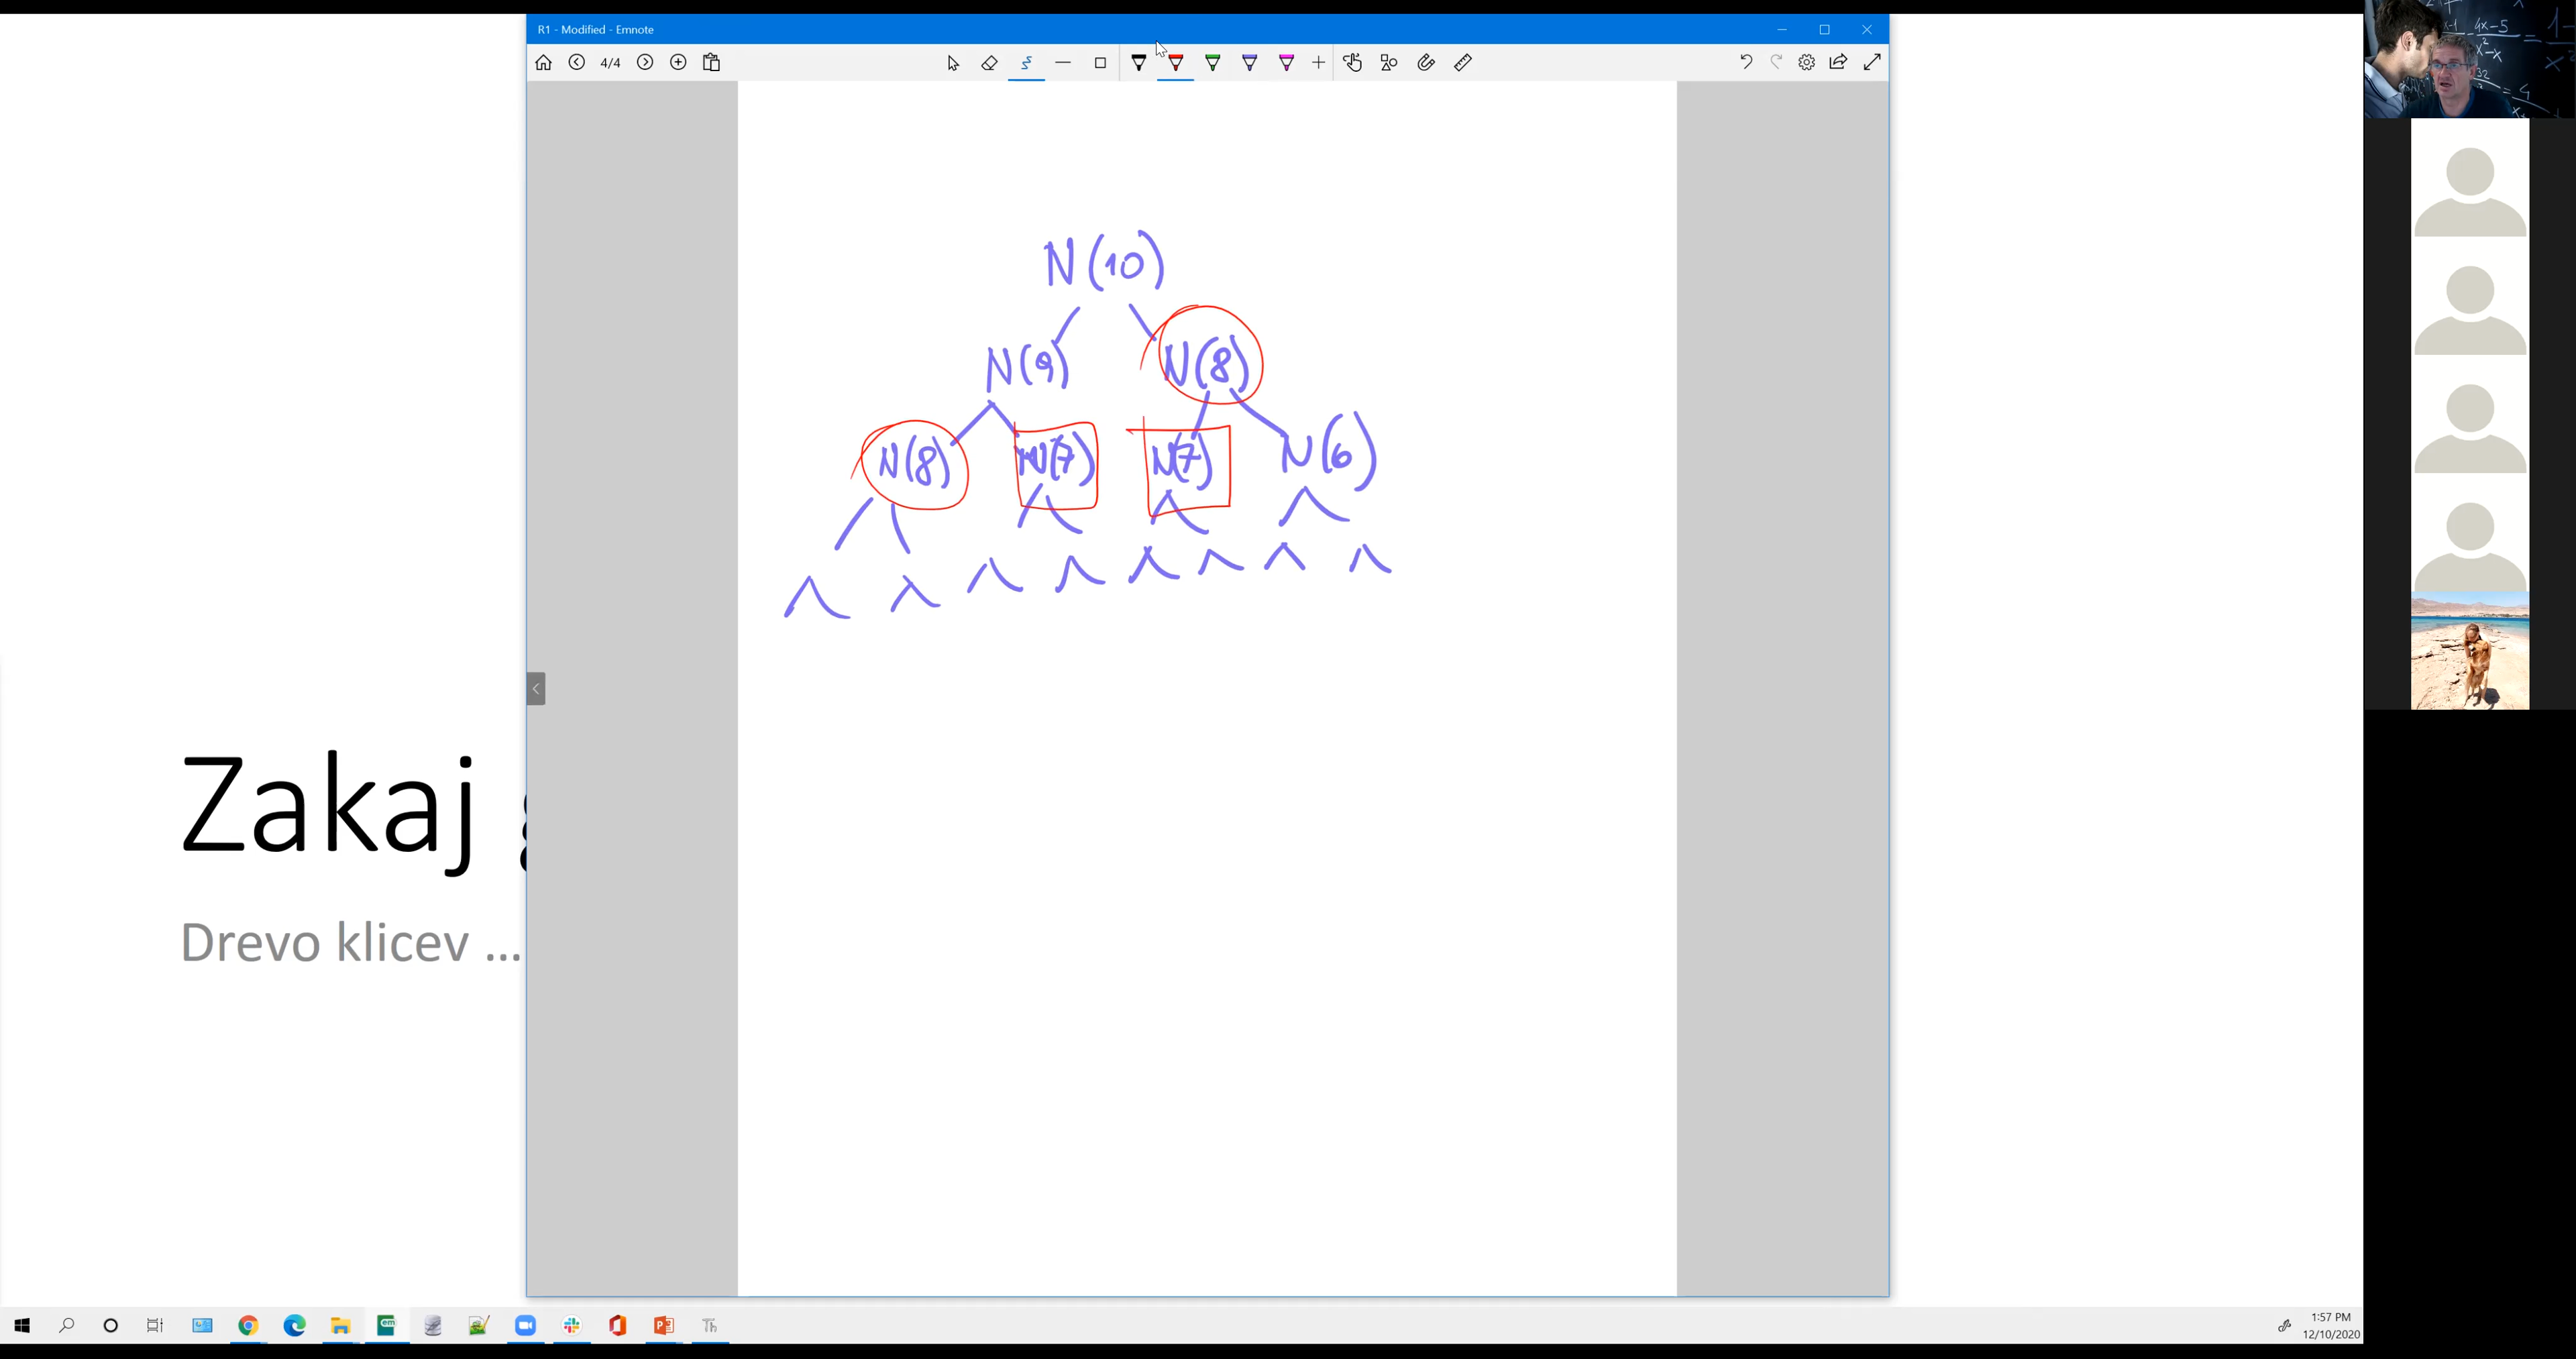 R1 - Modified - Emnote
4/4
N(10)
N(9) N(8)
N(8) N(7) N(7) N(6)
Zakaj
Drevo klicev ...
1:57 PM
12/10/2020